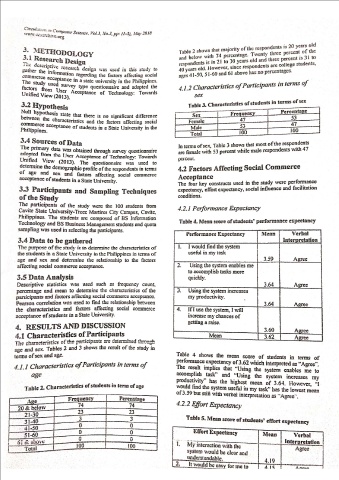 Circulation in Computer Science, Vol.3, No.5, pp: 15-22, May 2018
3. METHODOLOGY
3.1 Research Design
The descriptive research design was used in this study to
gather the information regarding the factors affecting social
commerce acceptance in a state university in the Philippines.
The study used survey type questionnaire and adapted the
factors from User Acceptance of Technology: Towards
Unified View (2013).
3.2 Hypothesis
Null Hypothesis state that there is no significant difference
between the characteristics and the factors affecting social
commerce acceptance of students in a State University in the
Philippines.
3.4 Sources of Data
The primary data was obtained through survey questionnaire
adopted from the User Acceptance of Technology: Towards
Unified View (2012). The questionnaire was used to
determine the demographic profile of the respondents in terms
of age and sex and factors affecting social commerce
acceptance of students in a State University.
3.3 Participants and Sampling Techniques
of the Study
The participants of the study were the 100 students from
Cavite State University-Trece Martires City Campus, Cavite,
Philippines. The students are composed of BS Information
Technology and BS Business Management students and quota
sampling was used in selecting the participants.
3.4 Data to be gathered
The purpose of the study is to determine the characteristics of
the students in a State University in the Philippines in terms of
age and sex and determine the relationship to the factors
affecting social commerce acceptance.
3.5 Data Analysis
Descriptive statistics was used such as frequency count,
percentage and mean to determine the characteristics of the
participants and factors affecting social commerce acceptance.
Pearson correlation was used to find the relationship between
the characteristics and factors affecting social commerce
acceptance of students in a State University.
4. RESULTS AND DISCUSSION
4.1 Characteristics of Participants
The characteristics of the participants are determined through
age and sex. Tables 2 and 3 shows the result of the study in
terms of sex and age.
4.1.1 Characteristics of Participants in terms of
age
Table 2. Characteristics of students in term of age
Age Frequency Percentage
20 & below 74 74
21-30 23 23
31-40 3 3
41-50 0 0
51-60 0 0
61 & above 0 0
Total 100 100
Table 2 shows that majority of the respondents is 20 years old
and below with 74 percentage. Twenty three percent of the
respondents is in 21 to 30 years old and three percent is 31 to
40 years old. However, since respondents are college students,
ages 41-50, 51-60 and 61 above has no percentages.
4.1.2 Characteristics of Participants in terms of
sex
Table 3. Characteristics of students in terms of sex
Sex Frequency Percentage
Female 47 53
Male 53 47
Total 100 100
In terms of sex, Table 3 shows that most of the respondents
are female with 53 percent while male respondents with 47
percent.
4.2 Factors Affecting Social Commerce
Acceptance
The four key constructs used in the study were performance
expectancy, effort expectancy, social influence and facilitation
conditions.
4.2.1 Performance Expectancy
Table 4. Mean score of students' performance expectancy
Performance Expectancy Mean Verbal Interpretation
1. I would find the system
useful in my task 3.59 Agree
2. Using the system enables me
to accomplish tasks more
quickly. 3.64 Agree
3. Using the system increases
my productivity. 3.64 Agree
4. If I use the system, I will
increase my chances of
getting a raise. 3.60 Agree
Mean 3.62 Agree
Table 4 shows the mean score of students in terms of
performance expectancy of 3.62 which interpreted as "Agree".
The result implies that "Using the system enables me to
accomplish task" and "Using the system increases my
productivity" has the highest mean of 3.64. However, "I
would find the system useful in my task" has the lowest mean
of 3.59 but still with verbal interpretation as "Agree".
4.2.2 Effort Expectancy
Table 5. Mean score of students' effort expectancy
Effort Expectancy Mean Verbal Interpretation
1. My interaction with the
system would be clear and
understandable. 4.19 Agree
2. It would be easy for me to 4.15 Agree